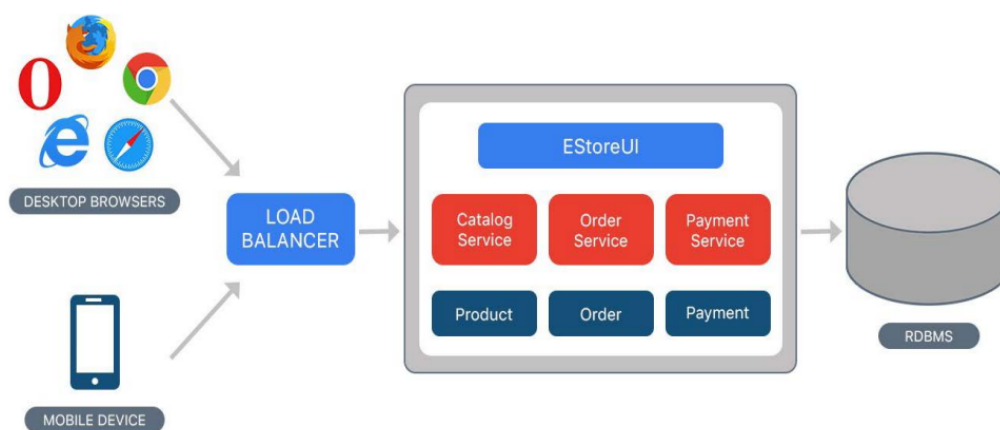 DESKTOP BROWSERS
MOBILE DEVICE
LOAD
BALANCER
EStoreUI
Catalog
Service
Order
Service
Payment
Service
Product
Order
Payment
RDBMS